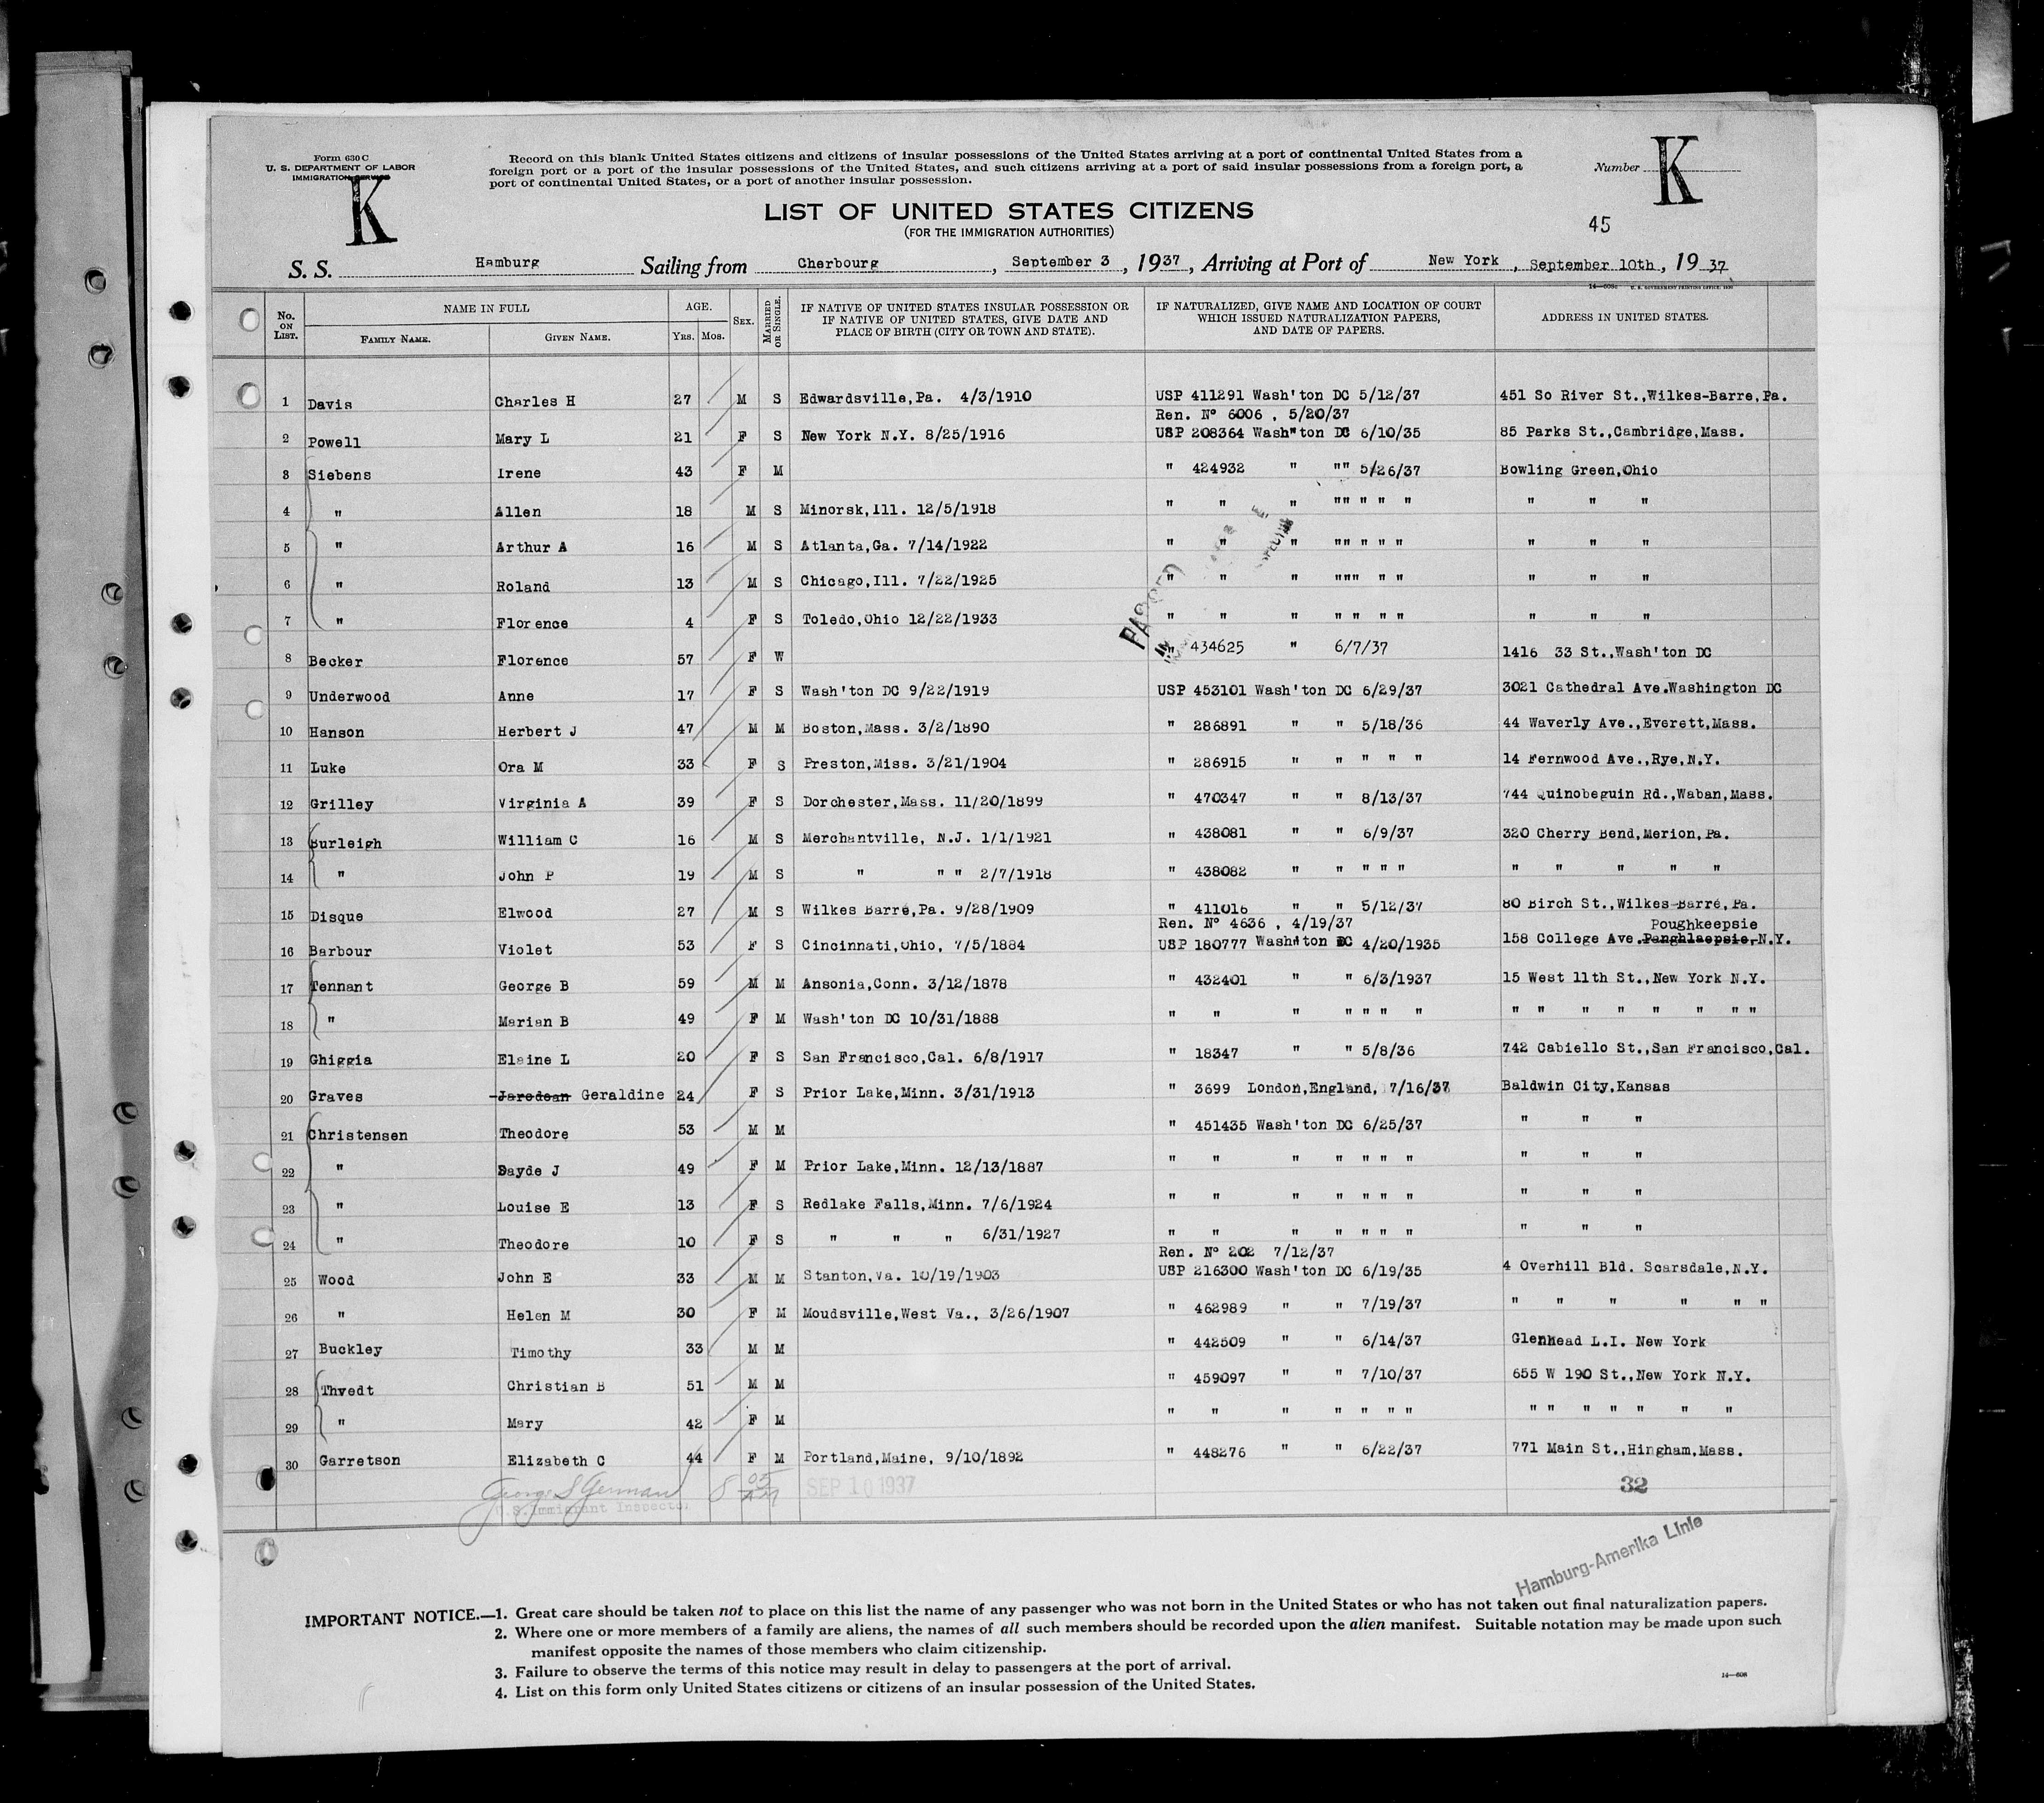 Form 630 C
U. S. DEPARTMENT OF LABOR
IMMIGRATION SERVICE
K
Record on this blank United States citizens and citizens of insular possessions of the United States arriving at a port of continental United States from a
foreign port or a port of the insular possessions of the United States, and such citizens arriving at a port of said insular possessions from a foreign port, a
port of continental United States, or a port of another insular possession.
Number K
LIST OF UNITED STATES CITIZENS
(FOR THE IMMIGRATION AUTHORITIES)
45
S. S. Hamburg Sailing from Cherbourg, September 3, 1937, Arriving at Port of New York, September 10th, 1937
No. ON LIST. NAME IN FULL FAMILY NAME. GIVEN NAME. AGE. YRS. MOS. SEX. MARRIED OR SINGLE. IF NATIVE OF UNITED STATES INSULAR POSSESSION OR IF NATIVE OF UNITED STATES, GIVE DATE AND PLACE OF BIRTH (CITY OR TOWN AND STATE). IF NATURALIZED, GIVE NAME AND LOCATION OF COURT WHICH ISSUED NATURALIZATION PAPERS, AND DATE OF PAPERS. ADDRESS IN UNITED STATES.
1 Davis Charles H 27 M S Edwardsville,Pa. 4/3/1910 USP 411291 Wash'ton DC 5/12/37 451 So River St.,Wilkes-Barre,Pa.
Ren. No 6006 , 5/20/37
2 Powell Mary L 21 F S New York N.Y. 8/25/1916 USP 208364 Wash"ton DC 6/10/35 85 Parks St.,Cambridge,Mass.
3 Siebens Irene 43 F M " 424932 " "" 5/26/37 Bowling Green,Ohio
4 " Allen 18 M S Minorsk,Ill. 12/5/1918 " " " "" " " " " " "
5 " Arthur A 16 M S Atlanta,Ga. 7/14/1922 " " " "" " " " " " "
6 " Roland 13 M S Chicago,Ill. 7/22/1925 " " " """ " " " " "
7 " Florence 4 F S Toledo,Ohio 12/22/1933 " " " " " " " " " "
8 Becker Florence 57 F W " 434625 " 6/7/37 1416 33 St.,Wash'ton DC
9 Underwood Anne 17 F S Wash'ton DC 9/22/1919 USP 453101 Wash'ton DC 6/29/37 3021 Cathedral Ave.Washington DC
10 Hanson Herbert J 47 M M Boston,Mass. 3/2/1890 " 286891 " " 5/18/36 44 Waverly Ave.,Everett,Mass.
11 Luke Ora M 33 F S Preston,Miss. 3/21/1904 " 286915 " " " " " 14 Fernwood Ave.,Rye,N.Y.
12 Grilley Virginia A 39 F S Dorchester,Mass. 11/20/1899 " 470347 " " 8/13/37 744 Quinobeguin Rd.,Waban,Mass.
13 Burleigh William C 16 M S Merchantville, N.J. 1/1/1921 " 438081 " " 6/9/37 320 Cherry Bend,Merion,Pa.
14 " John P 19 M S " " " 2/7/1918 " 438082 " " " " " " " " " "
15 Disque Elwood 27 M S Wilkes Barre,Pa. 9/28/1909 " 411016 " " 5/12/37 80 Birch St.,Wilkes-Barre,Pa.
Ren. No 4636 , 4/19/37 Poughkeepsie
16 Barbour Violet 53 F S Cincinnati,Ohio, 7/5/1884 USP 180777 Wash'ton DC 4/20/1935 158 College Ave.Panghlaepsie,N.Y.
17 Tennant George B 59 M M Ansonia,Conn. 3/12/1878 " 432401 " " 6/3/1937 15 West 11th St.,New York N.Y.
18 " Marian B 49 F M Wash'ton DC 10/31/1888 " " " " " " " " " " " " " " "
19 Ghiggia Elaine L 20 F S San Francisco,Cal. 6/8/1917 " 18347 " " 5/8/36 742 Cabiello St.,San Francisco,Cal.
20 Graves Jaredean Geraldine 24 F S Prior Lake,Minn. 3/31/1913 " 3699 London,England, 7/16/37 Baldwin City,Kansas
21 Christensen Theodore 53 M M " 451435 Wash'ton DC 6/25/37 " " "
22 " Sayde J 49 F M Prior Lake,Minn. 12/13/1887 " " " " " " " " " "
23 " Louise E 13 F S Redlake Falls,Minn. 7/6/1924 " " " " " " " " " "
24 " Theodore 10 F S " " " 6/31/1927 " " " " " " " " " "
Ren. No 202 7/12/37
25 Wood John E 33 M M Stanton,Va. 10/19/1903 USP 216300 Wash'ton DC 6/19/35 4 Overhill Bld. Scarsdale,N.Y.
26 " Helen M 30 F M Moudsville,West Va., 3/26/1907 " 462989 " " 7/19/37 " " " " " "
27 Buckley Timothy 33 M M " 442509 " " 6/14/37 Glenhead L.I. New York
28 Thvedt Christian B 51 M M " 459097 " " 7/10/37 655 W 190 St.,New York N.Y.
29 " Mary 42 F M " " " " " " " " " " " " " "
30 Garretson Elizabeth C 44 F M Portland,Maine, 9/10/1892 " 448276 " " 6/22/37 771 Main St.,Hingham,Mass.
PASSED
George S German 8 05 AM SEP 10 1937 32
U.S. Immigrant Inspector
Hamburg-Amerika Linie
IMPORTANT NOTICE.—1. Great care should be taken not to place on this list the name of any passenger who was not born in the United States or who has not taken out final naturalization papers.
2. Where one or more members of a family are aliens, the names of all such members should be recorded upon the alien manifest. Suitable notation may be made upon such
manifest opposite the names of those members who claim citizenship.
3. Failure to observe the terms of this notice may result in delay to passengers at the port of arrival.
14—608
4. List on this form only United States citizens or citizens of an insular possession of the United States.